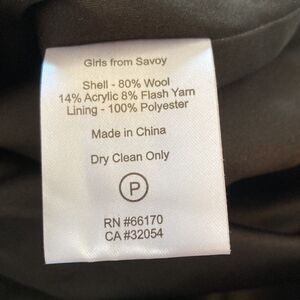 Girls from Savoy
Shell - 80% Wool
14% Acrylic 8% Flash Yarn
Lining - 100% Polyester
Made in China
Dry Clean Only
P
RN #66170
CA #32054